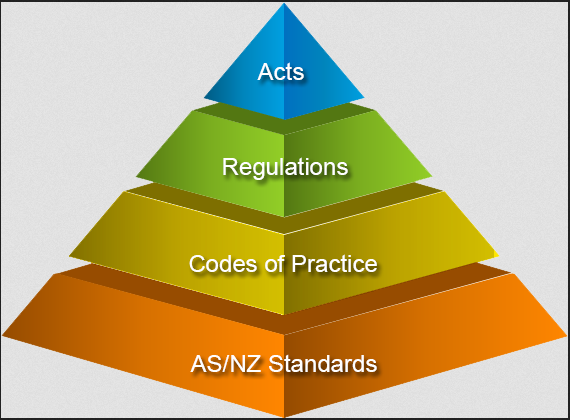 Acts
Regulations
Codes of Practice
AS/NZ Standards